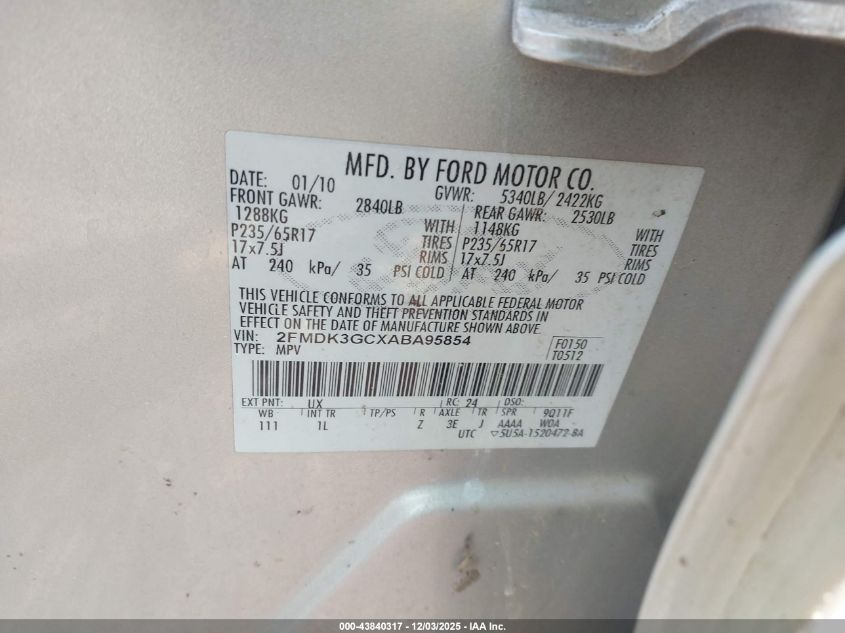 MFD. BY FORD MOTOR CO.
DATE: 01/10 GVWR: 5340LB/ 2422KG
FRONT GAWR: 2840LB REAR GAWR: 2530LB
1288KG WITH 1148KG WITH
P235/65R17 TIRES P235/65R17 TIRES
17x7.5J RIMS 17x7.5J RIMS
AT 240 kPa/ 35 PSI COLD AT 240 kPa/ 35 PSI COLD
THIS VEHICLE CONFORMS TO ALL APPLICABLE FEDERAL MOTOR
VEHICLE SAFETY AND THEFT PREVENTION STANDARDS IN
EFFECT ON THE DATE OF MANUFACTURE SHOWN ABOVE.
VIN: 2FMDK3GCXABA95854 F0150
TYPE: MPV T0512
EXT PNT: UX RC: 24 DSO:
WB INT TR TP/PS R AXLE TR SPR 9Q11F
111 1L Z 3E J AAAA W0A
UTC ▽5U5A-1520472-BA
000-43840317 - 12/03/2025 - IAA Inc.